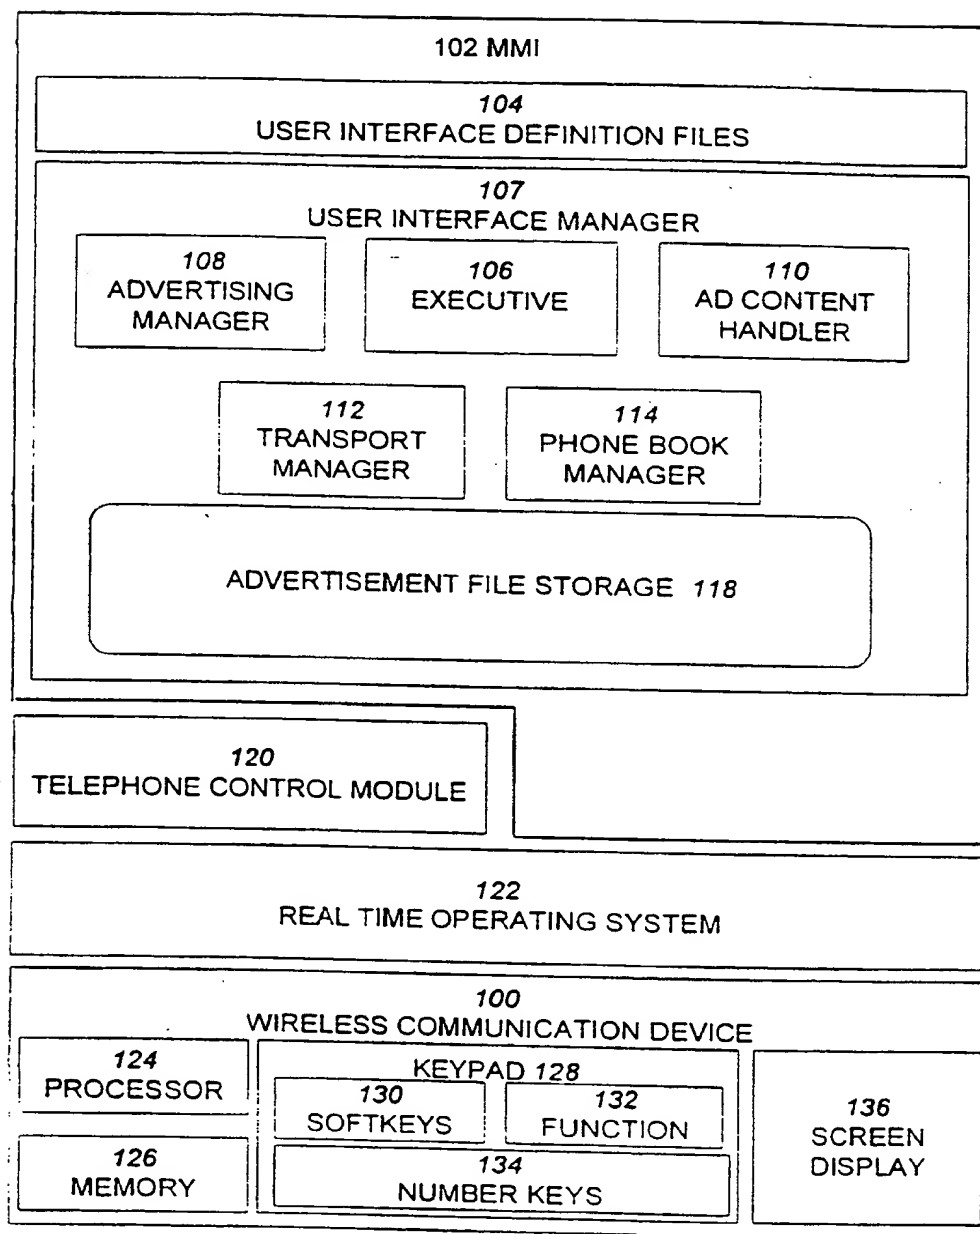 102 MMI
104
USER INTERFACE DEFINITION FILES
107
USER INTERFACE MANAGER
108
ADVERTISING
MANAGER
106
EXECUTIVE
110
AD CONTENT
HANDLER
112
TRANSPORT
MANAGER
114
PHONE BOOK
MANAGER
ADVERTISEMENT FILE STORAGE 118
120
TELEPHONE CONTROL MODULE
122
REAL TIME OPERATING SYSTEM
100
WIRELESS COMMUNICATION DEVICE
124
PROCESSOR
126
MEMORY
KEYPAD 128
130
SOFTKEYS
132
FUNCTION
134
NUMBER KEYS
136
SCREEN
DISPLAY